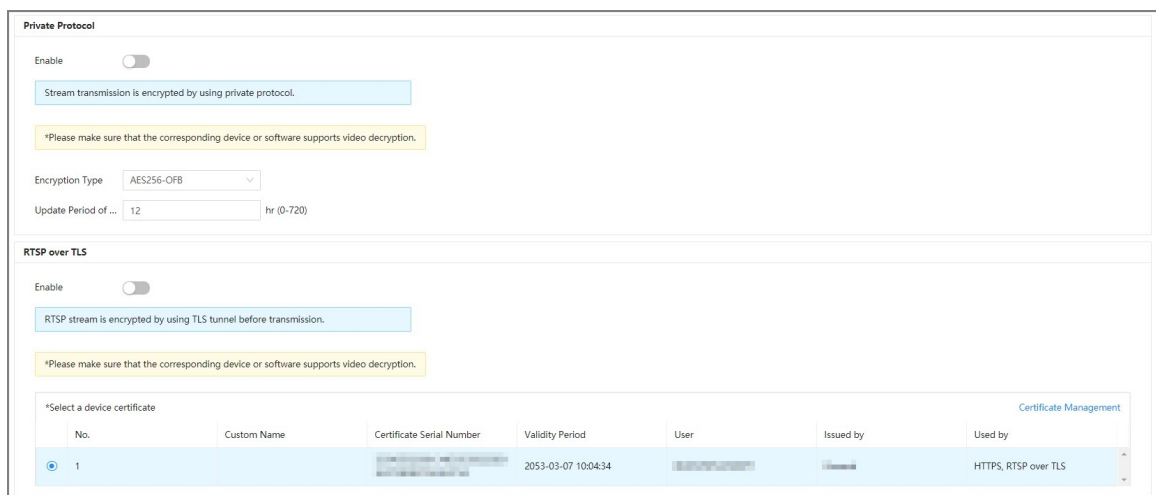 Private Protocol
Enable
Stream transmission is encrypted by using private protocol.
*Please make sure that the corresponding device or software supports video decryption.
Encryption Type AES256-OFB
Update Period of ... 12 hr (0-720)
RTSP over TLS
Enable
RTSP stream is encrypted by using TLS tunnel before transmission.
*Please make sure that the corresponding device or software supports video decryption.
*Select a device certificate Certificate Management
No. Custom Name Certificate Serial Number Validity Period User Issued by Used by
1 2053-03-07 10:04:34 HTTPS, RTSP over TLS